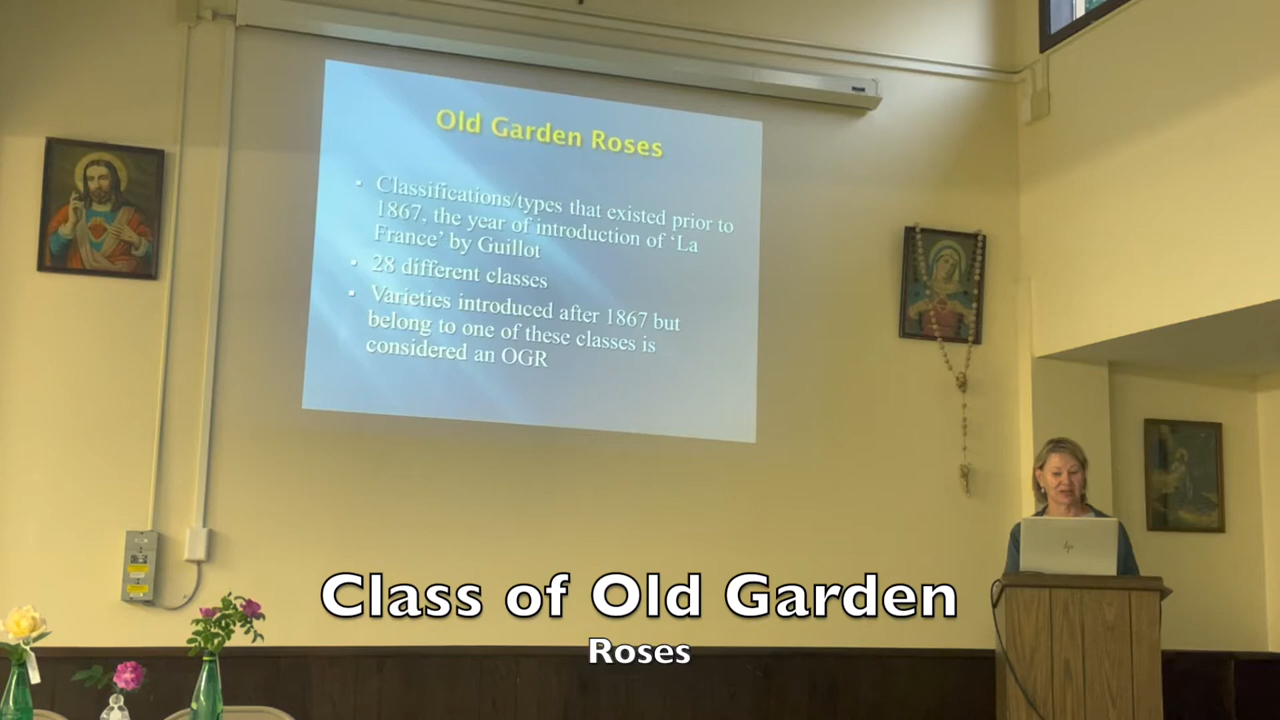 Old Garden Roses
▪ Classifications/types that existed prior to
1867, the year of introduction of ‘La
France’ by Guillot
▪ 28 different classes
▪ Varieties introduced after 1867 but
belong to one of these classes is
considered an OGR
hp
Class of Old Garden
Roses